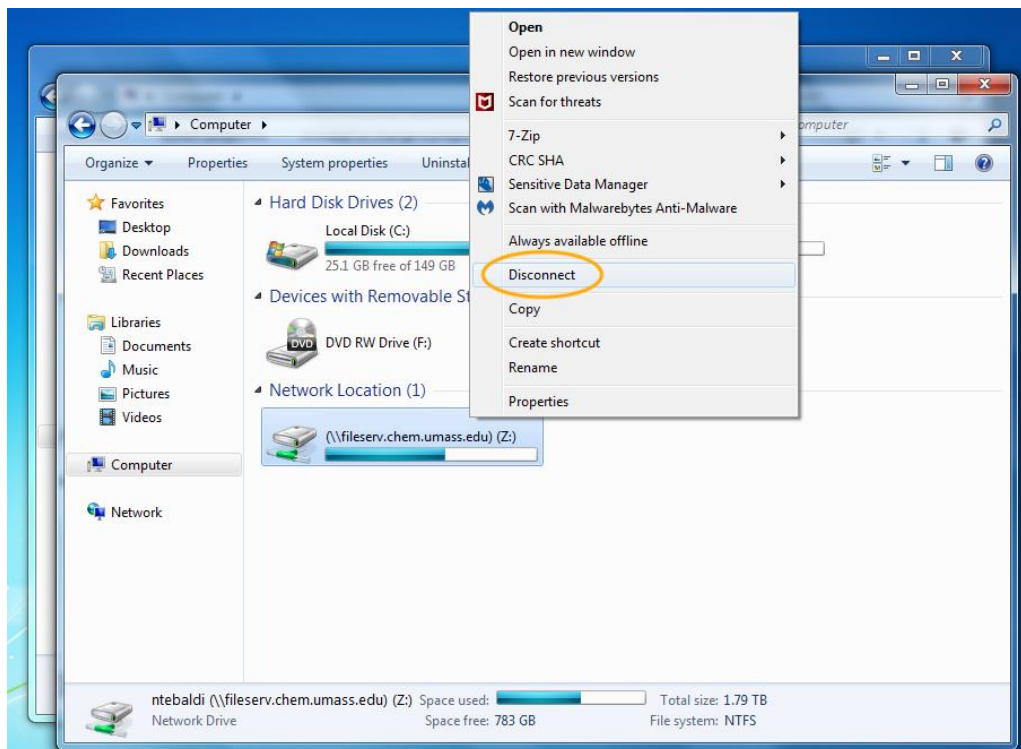 Open
Open in new window
Restore previous versions
Scan for threats
7-Zip
CRC SHA
Sensitive Data Manager
Scan with Malwarebytes Anti-Malware
Always available offline
Disconnect
Copy
Create shortcut
Rename
Properties
Computer
Organize
Properties
System properties
Favorites
Desktop
Downloads
Recent Places
Libraries
Documents
Music
Pictures
Videos
Computer
Network
Hard Disk Drives (2)
Local Disk (C:)
25.1 GB free of 149 GB
Devices with Removable St
DVD RW Drive (F:)
DVD
Network Location (1)
(\\fileserv.chem.umass.edu) (Z:)
ntebaldi (\\fileserv.chem.umass.edu) (Z:) Space used: Total size: 1.79 TB
Network Drive Space free: 783 GB File system: NTFS